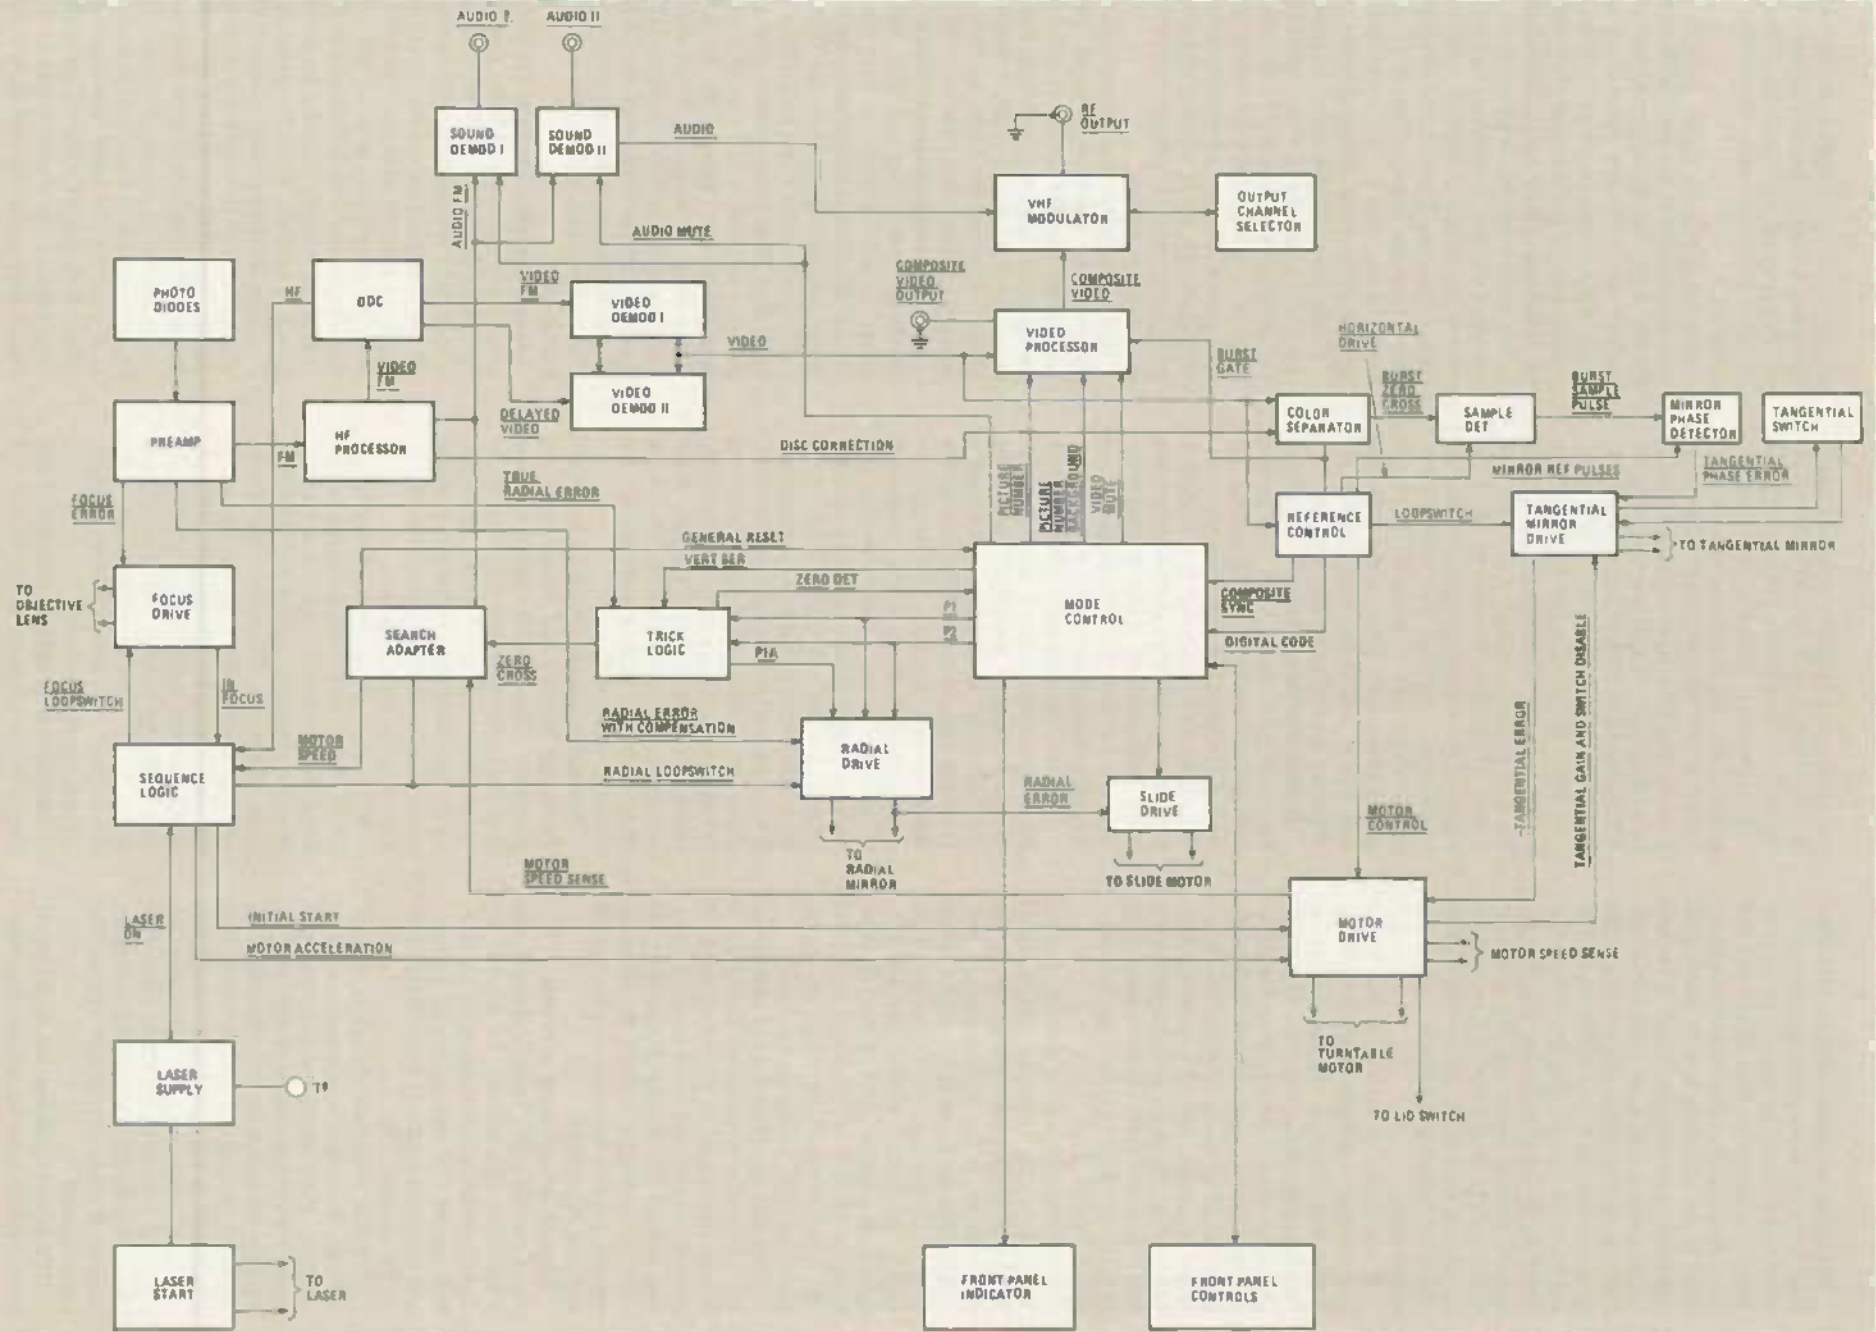 AUDIO I
AUDIO II
SOUND
DEMOD I
SOUND
DEMOD II
AUDIO
RF
OUTPUT
AUDIO FM
AUDIO MUTE
VHF
MODULATOR
OUTPUT
CHANNEL
SELECTOR
PHOTO
DIODES
HF
DDC
VIDEO
FM
VIDEO
DEMOD I
COMPOSITE
VIDEO
OUTPUT
COMPOSITE
VIDEO
VIDEO
PROCESSOR
VIDEO
HORIZONTAL
DRIVE
BURST
GATE
VIDEO
FM
VIDEO
DEMOD II
DELAYED
VIDEO
BURST
ZERO
CROSS
BURST
SAMPLE
PULSE
COLOR
SEPARATOR
SAMPLE
DET
MIRROR
PHASE
DETECTOR
TANGENTIAL
SWITCH
PREAMP
FM
HF
PROCESSOR
DISC CORRECTION
TRUE
RADIAL ERROR
PICTURE
NUMBER
PICTURE
NUMBER
BACKGROUND
VIDEO
MUTE
MIRROR REF PULSES
TANGENTIAL
PHASE ERROR
FOCUS
ERROR
REFERENCE
CONTROL
LOOPSWITCH
TANGENTIAL
MIRROR
DRIVE
TO TANGENTIAL MIRROR
GENERAL RESET
VERT SER
ZERO DET
TO
OBJECTIVE
LENS
FOCUS
DRIVE
SEARCH
ADAPTER
TRICK
LOGIC
P1
P2
P1A
MODE
CONTROL
COMPOSITE
SYNC
DIGITAL CODE
ZERO
CROSS
FOCUS
LOOPSWITCH
IN
FOCUS
MOTOR
SPEED
RADIAL ERROR
WITH COMPENSATION
RADIAL
DRIVE
SEQUENCE
LOGIC
RADIAL LOOPSWITCH
RADIAL
ERROR
SLIDE
DRIVE
MOTOR
CONTROL
TANGENTIAL ERROR
TANGENTIAL GAIN AND SWITCH DISABLE
TO
RADIAL
MIRROR
TO SLIDE MOTOR
MOTOR
SPEED SENSE
LASER
ON
INITIAL START
MOTOR ACCELERATION
MOTOR
DRIVE
MOTOR SPEED SENSE
TO
TURNTABLE
MOTOR
TO LID SWITCH
LASER
SUPPLY
LASER
START
TO
LASER
FRONT PANEL
INDICATOR
FRONT PANEL
CONTROLS